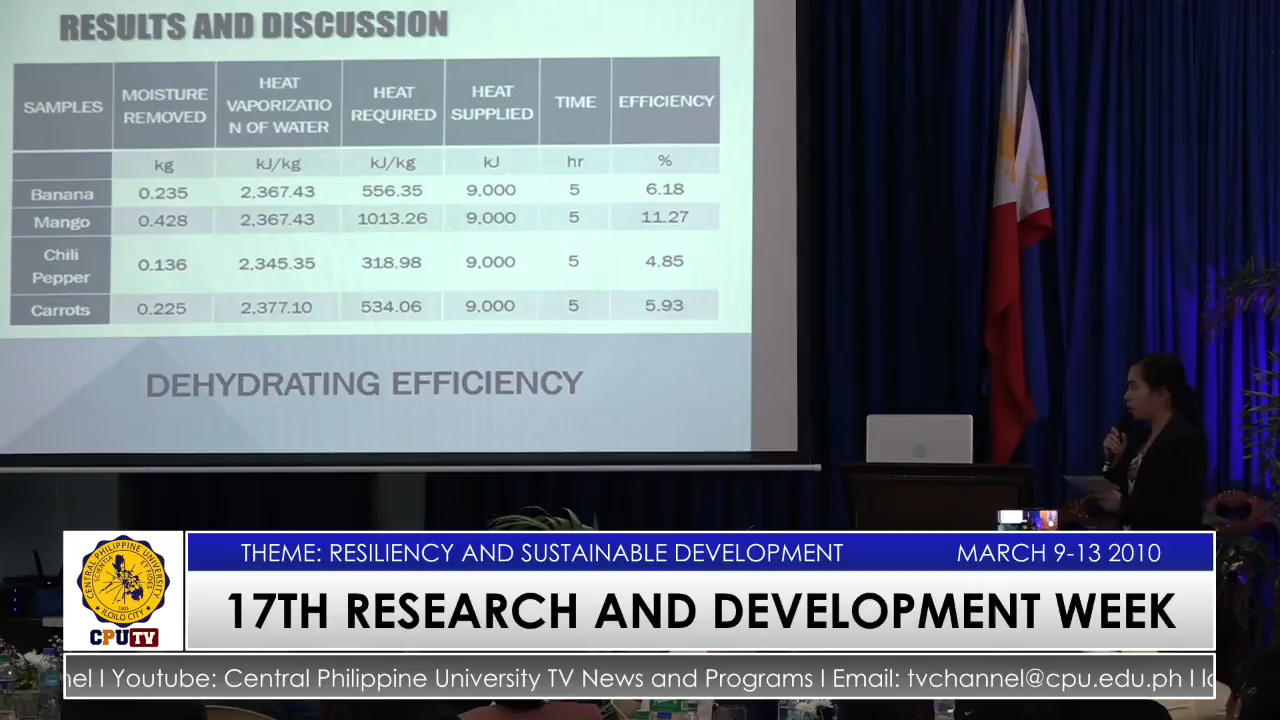 RESULTS AND DISCUSSION
SAMPLES MOISTURE REMOVED HEAT VAPORIZATIO N OF WATER HEAT REQUIRED HEAT SUPPLIED TIME EFFICIENCY
kg kJ/kg kJ/kg kJ hr %
Banana 0.235 2,367.43 556.35 9,000 5 6.18
Mango 0.428 2,367.43 1013.26 9,000 5 11.27
Chili Pepper 0.136 2,345.35 318.98 9,000 5 4.85
Carrots 0.225 2,377.10 534.06 9,000 5 5.93
DEHYDRATING EFFICIENCY
THEME: RESILIENCY AND SUSTAINABLE DEVELOPMENT MARCH 9-13 2010
CENTRAL PHILIPPINE UNIVERSITY
SCIENTIA ET FIDES
1905
ILOILO CITY
CPU TV
17TH RESEARCH AND DEVELOPMENT WEEK
nel I Youtube: Central Philippine University TV News and Programs I Email: tvchannel@cpu.edu.ph I